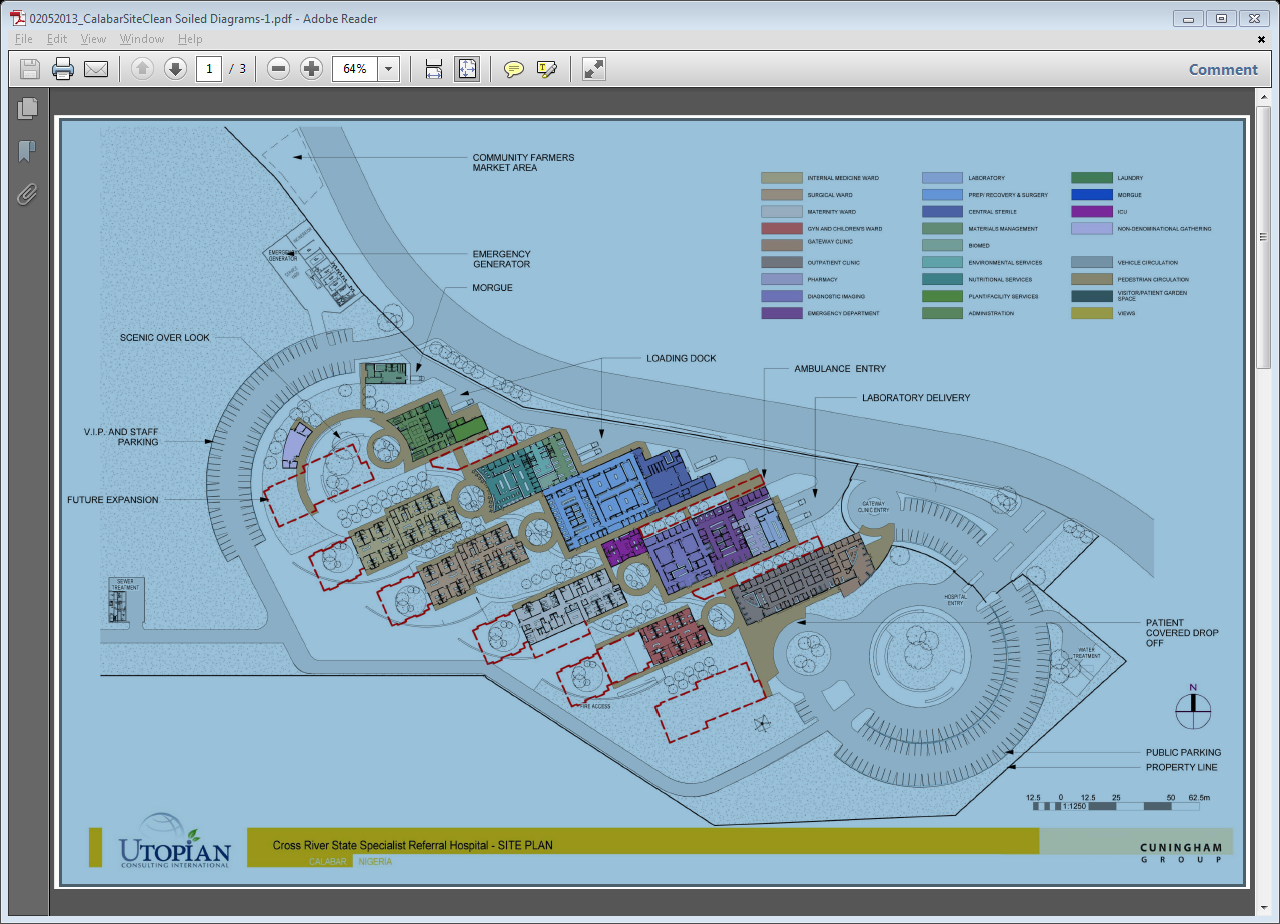 02052013_CalabarSiteClean Soiled Diagrams-1.pdf - Adobe Reader
File Edit View Window Help
1 / 3
64%
Comment
COMMUNITY FARMERS
MARKET AREA
EMERGENCY
GENERATOR
EMERGENCY
GENERATOR
MORGUE
SCENIC OVER LOOK
LOADING DOCK
AMBULANCE ENTRY
LABORATORY DELIVERY
V.I.P. AND STAFF
PARKING
FUTURE EXPANSION
SEWER
TREATMENT
GATEWAY
CLINIC ENTRY
HOSPITAL
ENTRY
PATIENT
COVERED DROP
OFF
WATER
TREATMENT
FIRE ACCESS
INTERNAL MEDICINE WARD
SURGICAL WARD
MATERNITY WARD
GYN AND CHILDREN'S WARD
GATEWAY CLINIC
OUTPATIENT CLINIC
PHARMACY
DIAGNOSTIC IMAGING
EMERGENCY DEPARTMENT
LABORATORY
PREP/ RECOVERY & SURGERY
CENTRAL STERILE
MATERIALS MANAGEMENT
BIOMED
ENVIRONMENTAL SERVICES
NUTRITIONAL SERVICES
PLANT/FACILITY SERVICES
ADMINISTRATION
LAUNDRY
MORGUE
ICU
NON-DENOMINATIONAL GATHERING
VEHICLE CIRCULATION
PEDESTRIAN CIRCULATION
VISITOR/PATIENT GARDEN
SPACE
VIEWS
N
PUBLIC PARKING
PROPERTY LINE
12.5 0 12.5 25 50 62.5m
1:1250
UTOPIAN
CONSULTING INTERNATIONAL
Cross River State Specialist Referral Hospital - SITE PLAN
CALABAR NIGERIA
CUNINGHAM
GROUP